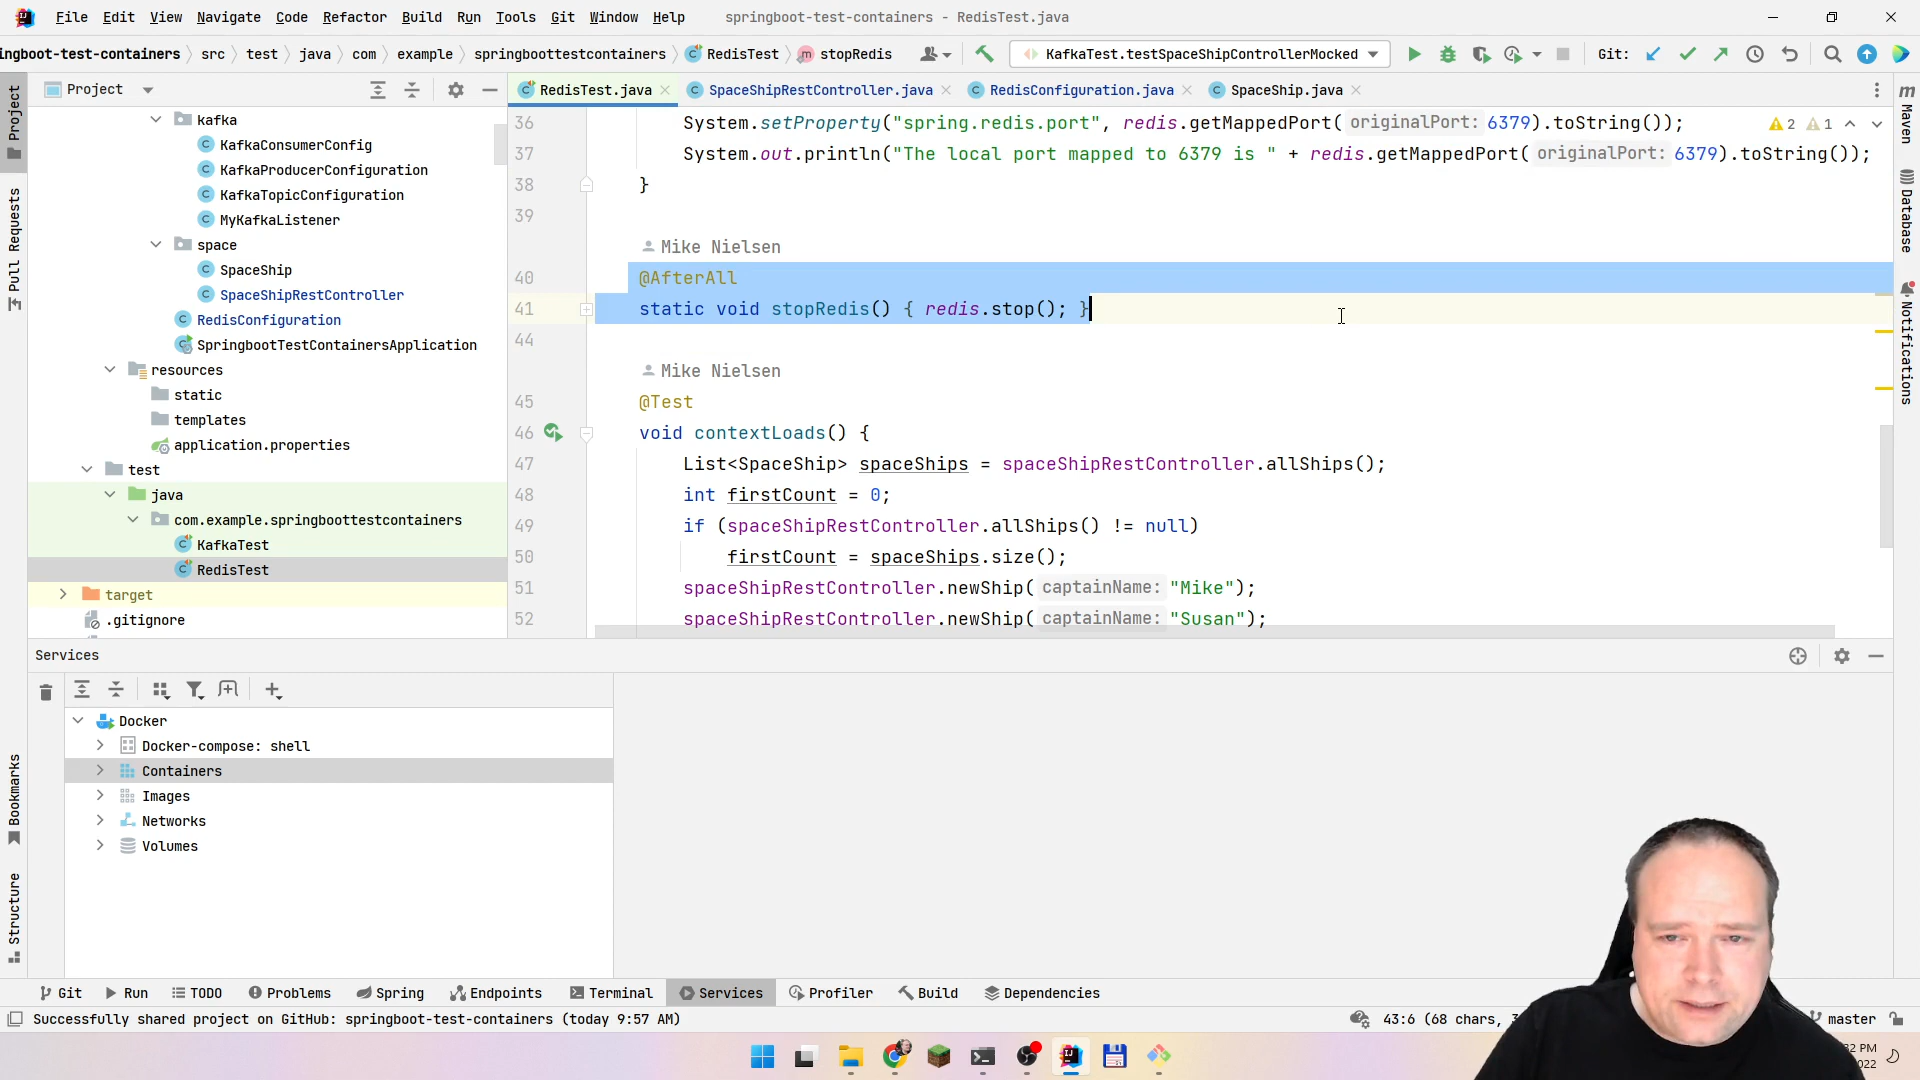 File Edit View Navigate Code Refactor Build Run Tools Git Window Help springboot-test-containers - RedisTest.java
ingboot-test-containers src test java com example springboottestcontainers RedisTest stopRedis KafkaTest.testSpaceShipControllerMocked Git:
Project
RedisTest.java SpaceShipRestController.java RedisConfiguration.java SpaceShip.java
Project
Pull Requests
Bookmarks
Structure
kafka
KafkaConsumerConfig
KafkaProducerConfiguration
KafkaTopicConfiguration
MyKafkaListener
space
SpaceShip
SpaceShipRestController
RedisConfiguration
SpringbootTestContainersApplication
resources
static
templates
application.properties
test
java
com.example.springboottestcontainers
KafkaTest
RedisTest
target
.gitignore
36 System.setProperty("spring.redis.port", redis.getMappedPort( originalPort: 6379).toString());
37 System.out.println("The local port mapped to 6379 is " + redis.getMappedPort( originalPort: 6379).toString());
38 }
39
Mike Nielsen
40 @AfterAll
41 static void stopRedis() { redis.stop(); }
44
Mike Nielsen
45 @Test
46 void contextLoads() {
47 List<SpaceShip> spaceShips = spaceShipRestController.allShips();
48 int firstCount = 0;
49 if (spaceShipRestController.allShips() != null)
50 firstCount = spaceShips.size();
51 spaceShipRestController.newShip( captainName: "Mike");
52 spaceShipRestController.newShip( captainName: "Susan");
2 1
m Maven
Database
Notifications
Services
Docker
Docker-compose: shell
Containers
Images
Networks
Volumes
Git Run TODO Problems Spring Endpoints Terminal Services Profiler Build Dependencies
Successfully shared project on GitHub: springboot-test-containers (today 9:57 AM) 43:6 (68 chars, master
32 PM
2022